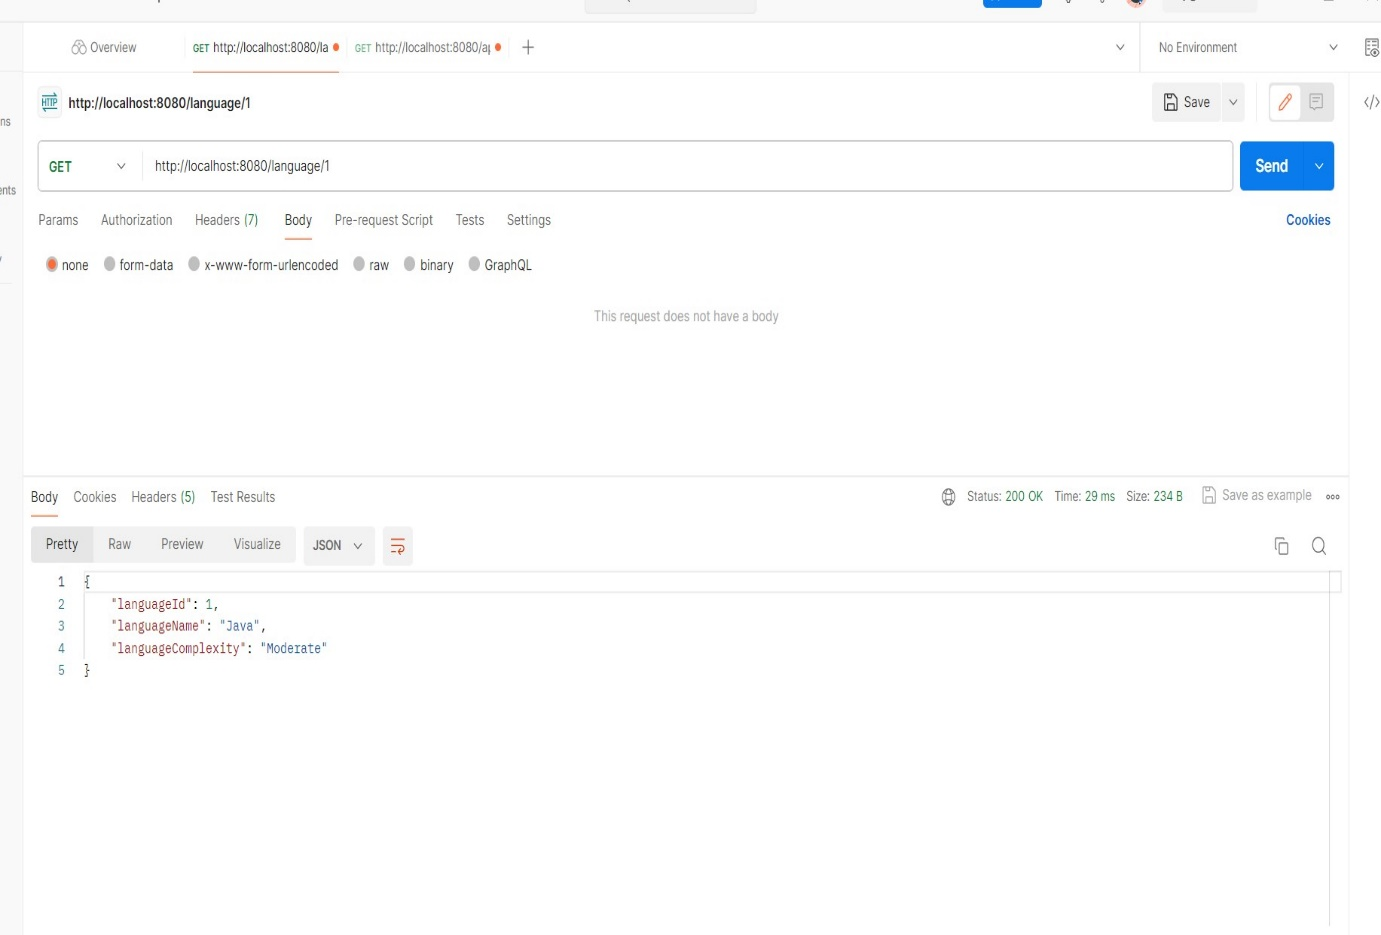 Overview
GET http://localhost:8080/la
GET http://localhost:8080/a
No Environment
ns
HTTP http://localhost:8080/language/1
Save
ents
GET http://localhost:8080/language/1
Send
Params Authorization Headers (7) Body Pre-request Script Tests Settings Cookies
none form-data x-www-form-urlencoded raw binary GraphQL
This request does not have a body
Body Cookies Headers (5) Test Results Status: 200 OK Time: 29 ms Size: 234 B Save as example
Pretty Raw Preview Visualize JSON
1 {
2 "languageId": 1,
3 "languageName": "Java",
4 "languageComplexity": "Moderate"
5 }